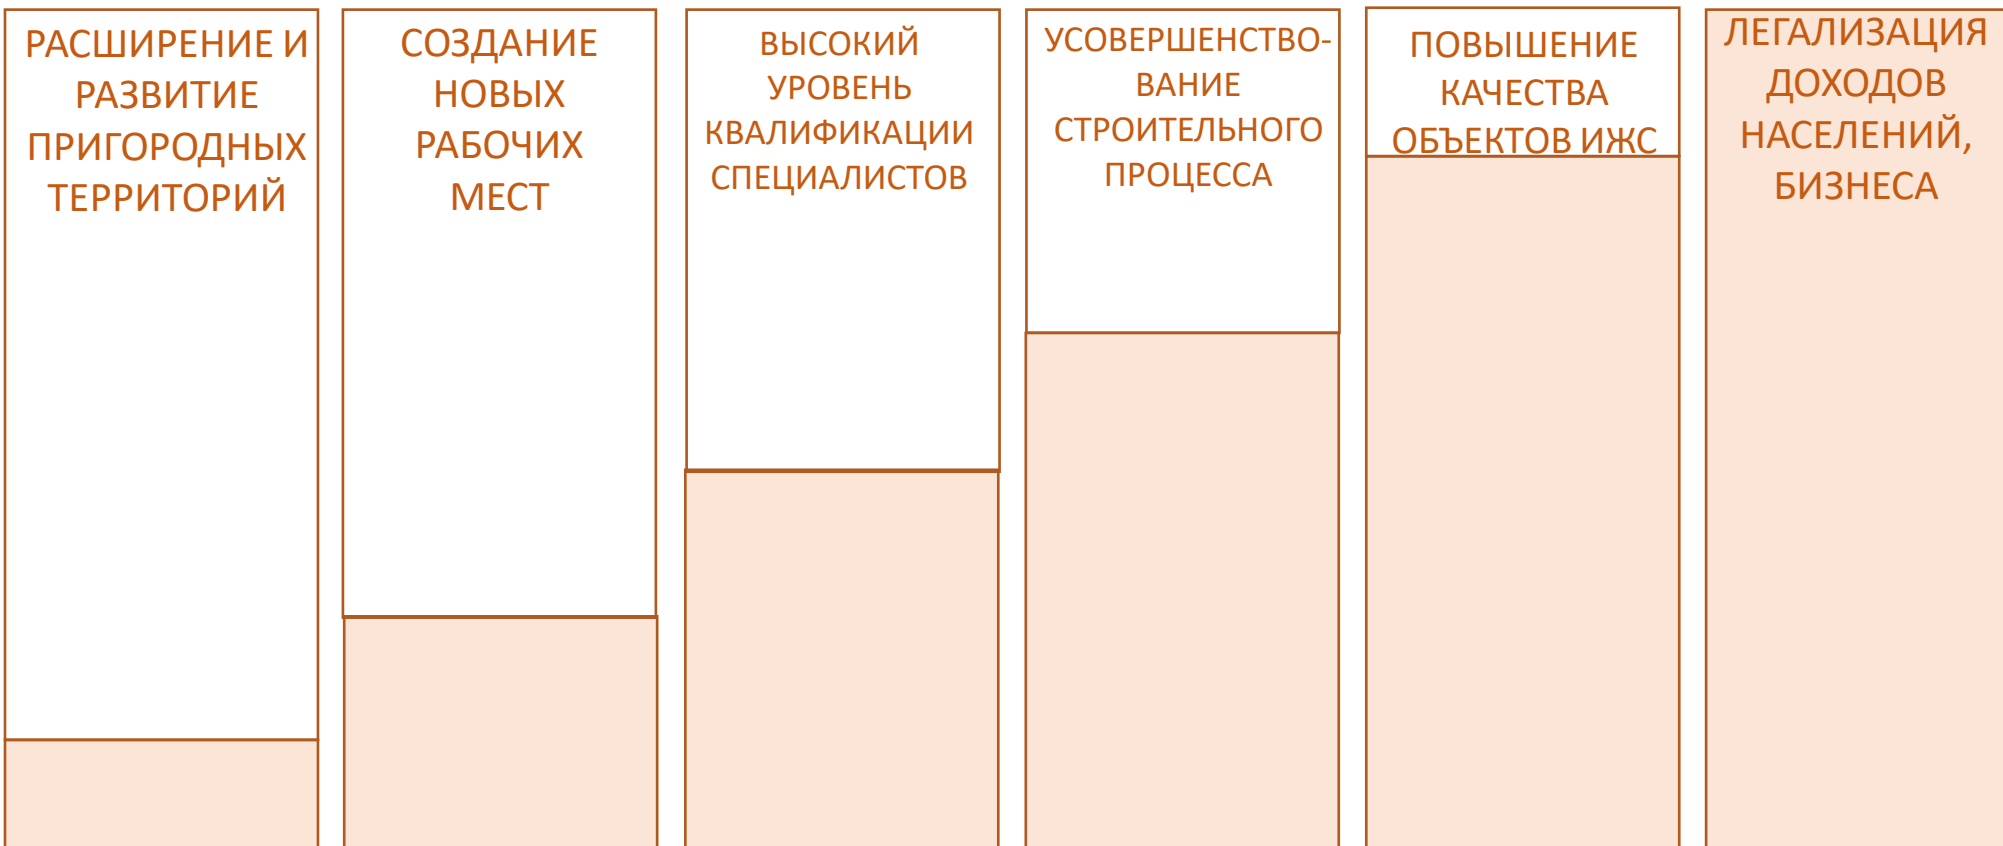 РАСШИРЕНИЕ И
РАЗВИТИЕ
ПРИГОРОДНЫХ
ТЕРРИТОРИЙ
СОЗДАНИЕ
НОВЫХ
РАБОЧИХ
МЕСТ
ВЫСОКИЙ
УРОВЕНЬ
КВАЛИФИКАЦИИ
СПЕЦИАЛИСТОВ
УСОВЕРШЕНСТВО-
ВАНИЕ
СТРОИТЕЛЬНОГО
ПРОЦЕССА
ПОВЫШЕНИЕ
КАЧЕСТВА
ОБЪЕКТОВ ИЖС
ЛЕГАЛИЗАЦИЯ
ДОХОДОВ
НАСЕЛЕНИЙ,
БИЗНЕСА